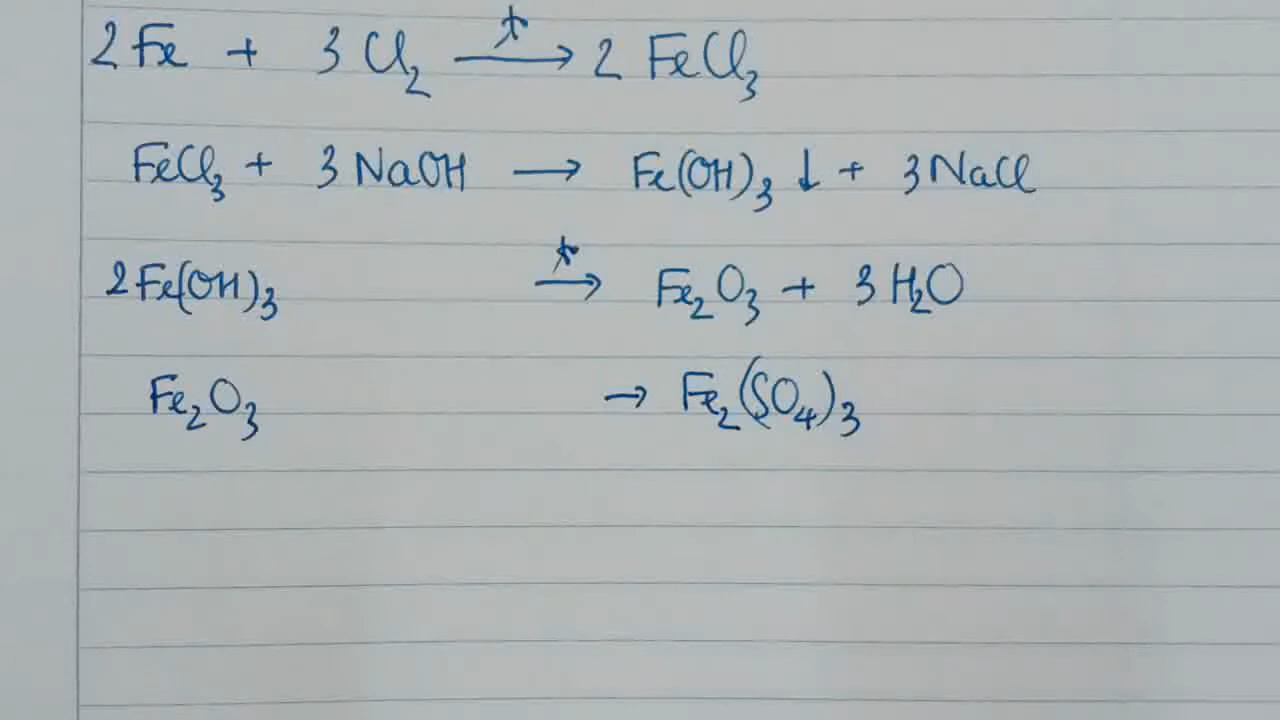 2Fe + 3Cl₂ →(t) 2FeCl₃
FeCl₃ + 3NaOH → Fe(OH)₃ ↓ + 3NaCl
2Fe(OH)₃ →(t) Fe₂O₃ + 3H₂O
Fe₂O₃ → Fe₂(SO₄)₃